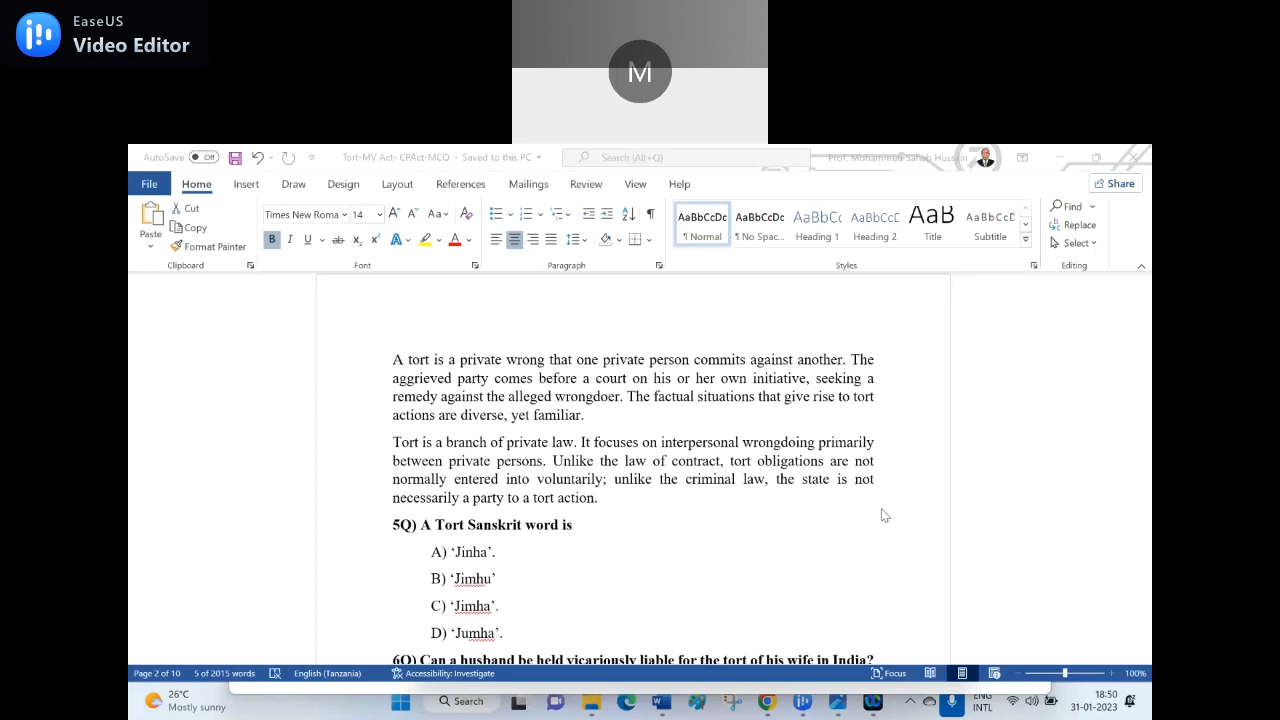 EaseUS
Video Editor
M
AutoSave Off Tort-MV Act- CPAct-MCQ - Saved to this PC Search (Alt+Q) Prof. Mohammed Sahab Hussain
File Home Insert Draw Design Layout References Mailings Review View Help Share
Paste Cut Copy Format Painter Times New Roma 14 Aa AaBbCcDc AaBbCcDc AaBbC( AaBbCcD AaB AaBbCcD Find Replace Select
¶ Normal ¶ No Spac... Heading 1 Heading 2 Title Subtitle
Clipboard Font Paragraph Styles Editing
A tort is a private wrong that one private person commits against another. The
aggrieved party comes before a court on his or her own initiative, seeking a
remedy against the alleged wrongdoer. The factual situations that give rise to tort
actions are diverse, yet familiar.
Tort is a branch of private law. It focuses on interpersonal wrongdoing primarily
between private persons. Unlike the law of contract, tort obligations are not
normally entered into voluntarily; unlike the criminal law, the state is not
necessarily a party to a tort action.
5Q) A Tort Sanskrit word is
A) ‘Jinha’.
B) ‘Jimhu’
C) ‘Jimha’.
D) ‘Jumha’.
6Q) Can a husband be held vicariously liable for the tort of his wife in India?
Page 2 of 10 5 of 2015 words English (Tanzania) Accessibility: Investigate Focus 100%
26°C
Mostly sunny
Search
ENG
INTL
18:50
31-01-2023